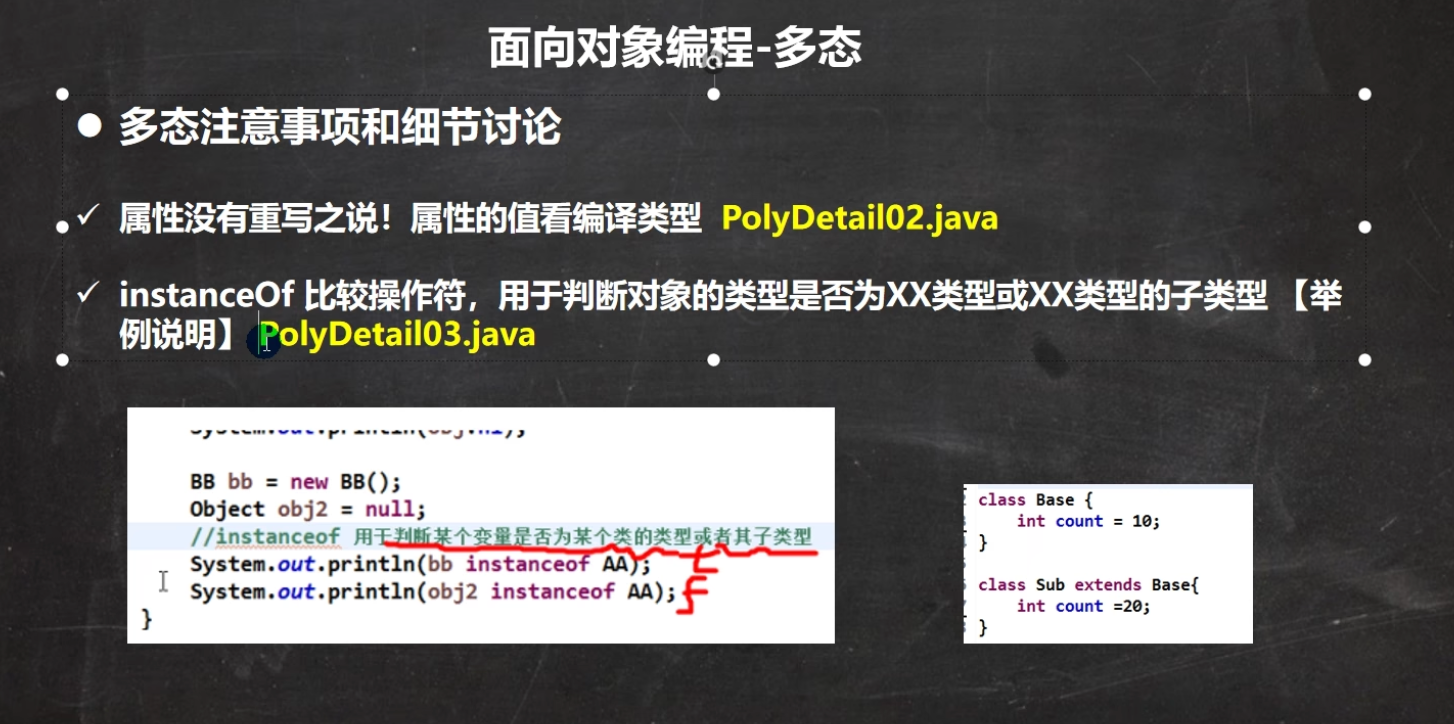 面向对象编程-多态
多态注意事项和细节讨论
属性没有重写之说！属性的值看编译类型 PolyDetail02.java
instanceOf 比较操作符，用于判断对象的类型是否为XX类型或XX类型的子类型 【举
例说明】 PolyDetail03.java
System.out.println(obj.n1);
BB bb = new BB();
Object obj2 = null;
//instanceof 用于判断某个变量是否为某个类的类型或者其子类型
System.out.println(bb instanceof AA); t
System.out.println(obj2 instanceof AA); F
}
class Base {
int count = 10;
}
class Sub extends Base{
int count =20;
}